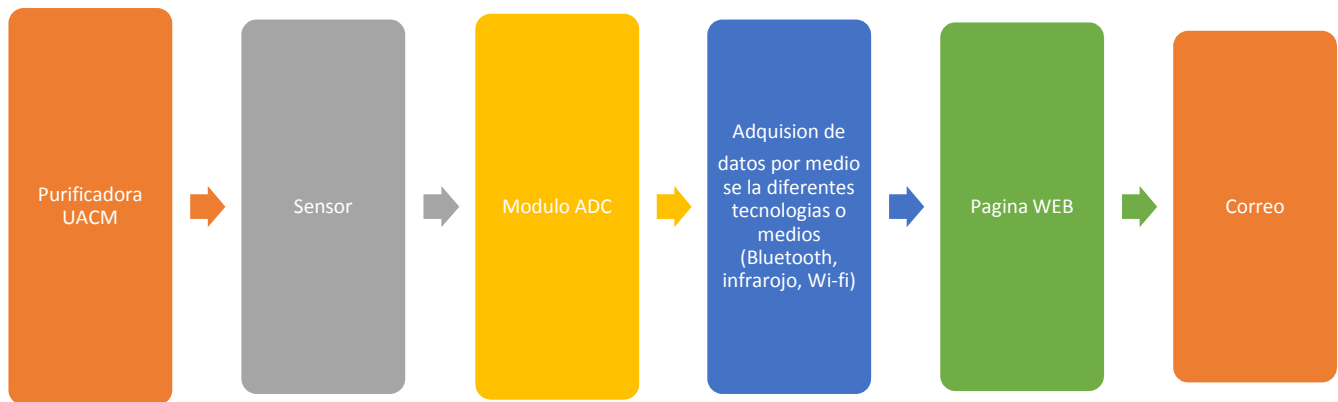 Purificadora
UACM
Sensor
Modulo ADC
Adquision de
datos por medio
se la diferentes
tecnologias o
medios
(Bluetooth,
infrarojo, Wi-fi)
Pagina WEB
Correo